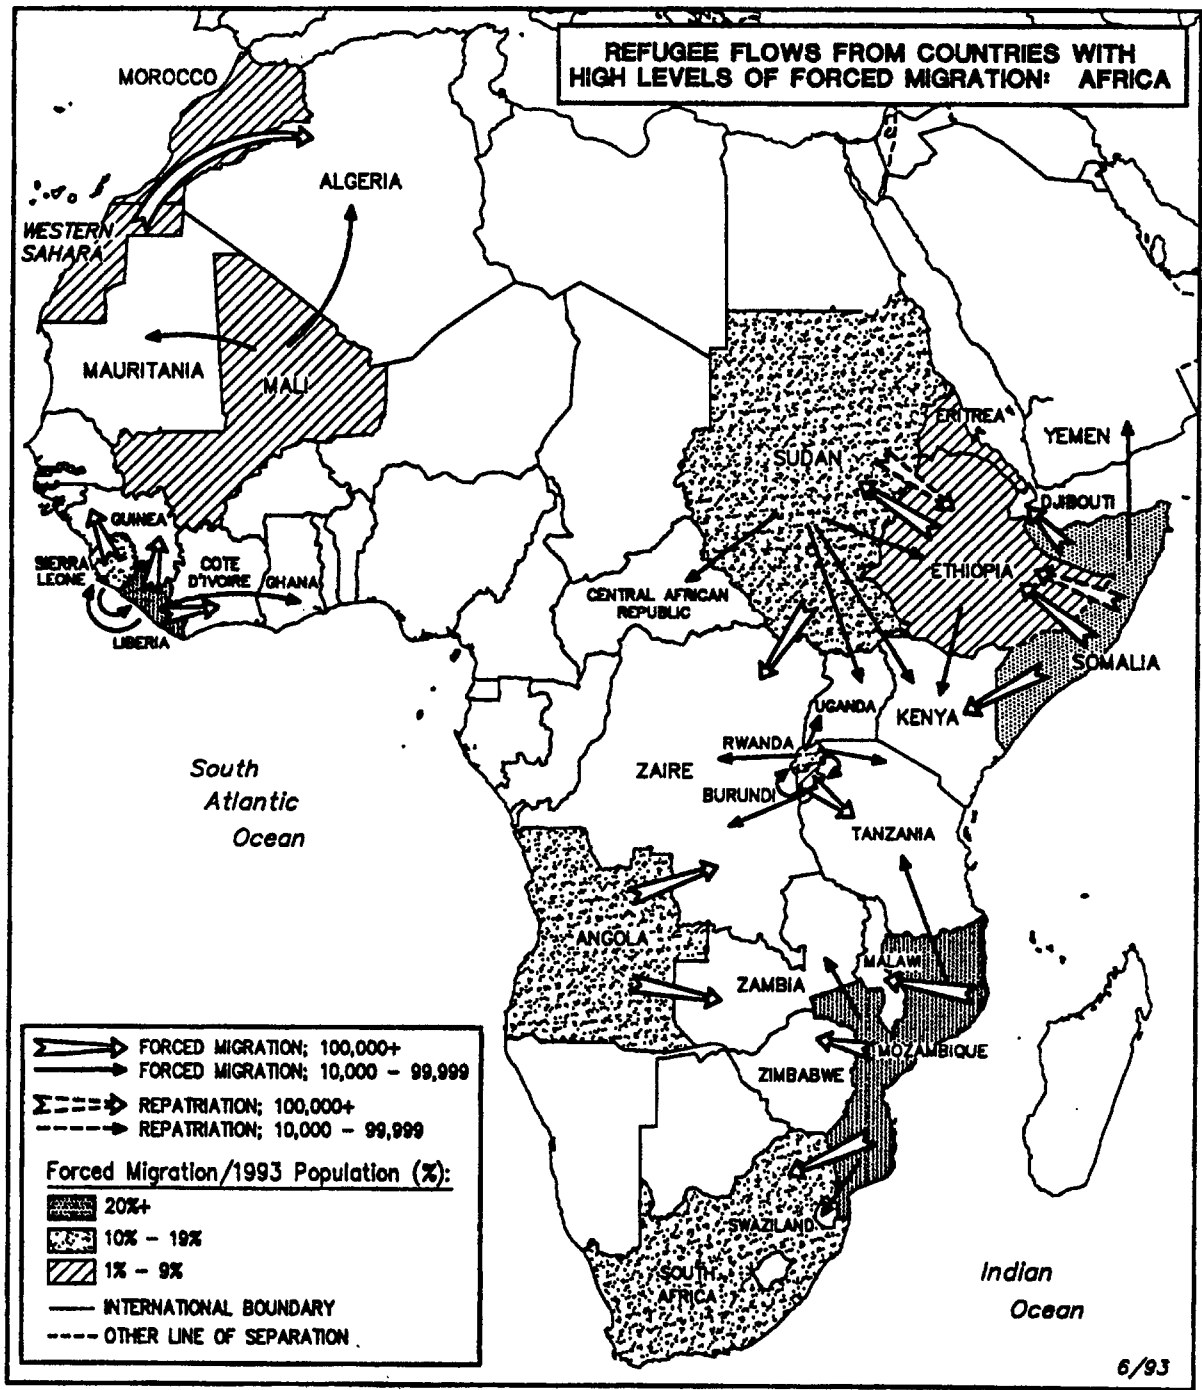 REFUGEE FLOWS FROM COUNTRIES WITH
HIGH LEVELS OF FORCED MIGRATION: AFRICA
MOROCCO
ALGERIA
WESTERN
SAHARA
MAURITANIA
MALI
ERITREA
YEMEN
SUDAN
DJIBOUTI
GUINEA
SIERRA
LEONE
COTE
D'IVOIRE
GHANA
ETHIOPIA
CENTRAL AFRICAN
REPUBLIC
LIBERIA
SOMALIA
UGANDA
KENYA
RWANDA
ZAIRE
BURUNDI
TANZANIA
South
Atlantic
Ocean
ANGOLA
MALAWI
ZAMBIA
MOZAMBIQUE
ZIMBABWE
SWAZILAND
SOUTH
AFRICA
Indian
Ocean
FORCED MIGRATION; 100,000+
FORCED MIGRATION; 10,000 - 99,999
REPATRIATION; 100,000+
REPATRIATION; 10,000 - 99,999
Forced Migration/1993 Population (%):
20%+
10% - 19%
1% - 9%
INTERNATIONAL BOUNDARY
OTHER LINE OF SEPARATION
6/93